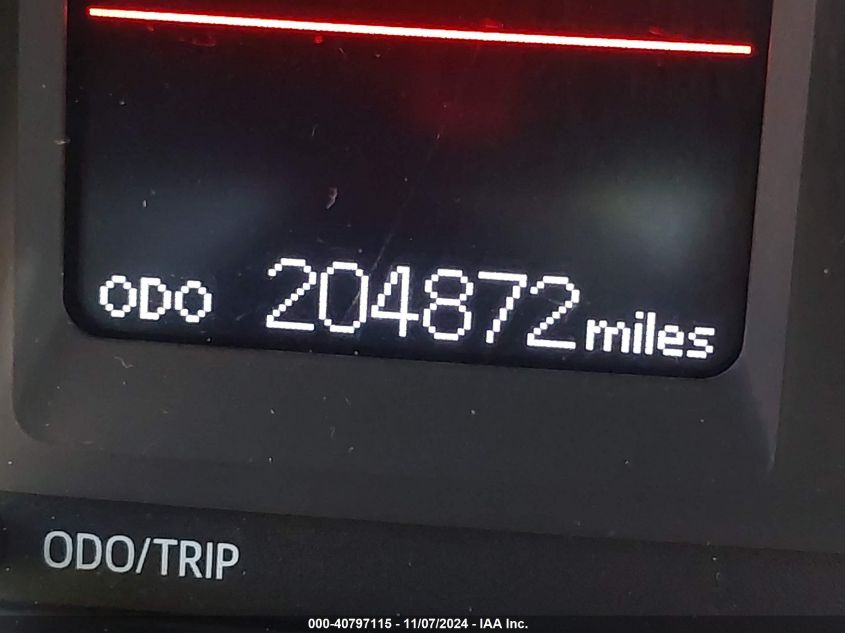 ODO 204872 miles
ODO/TRIP
000-40797115 - 11/07/2024 - IAA Inc.